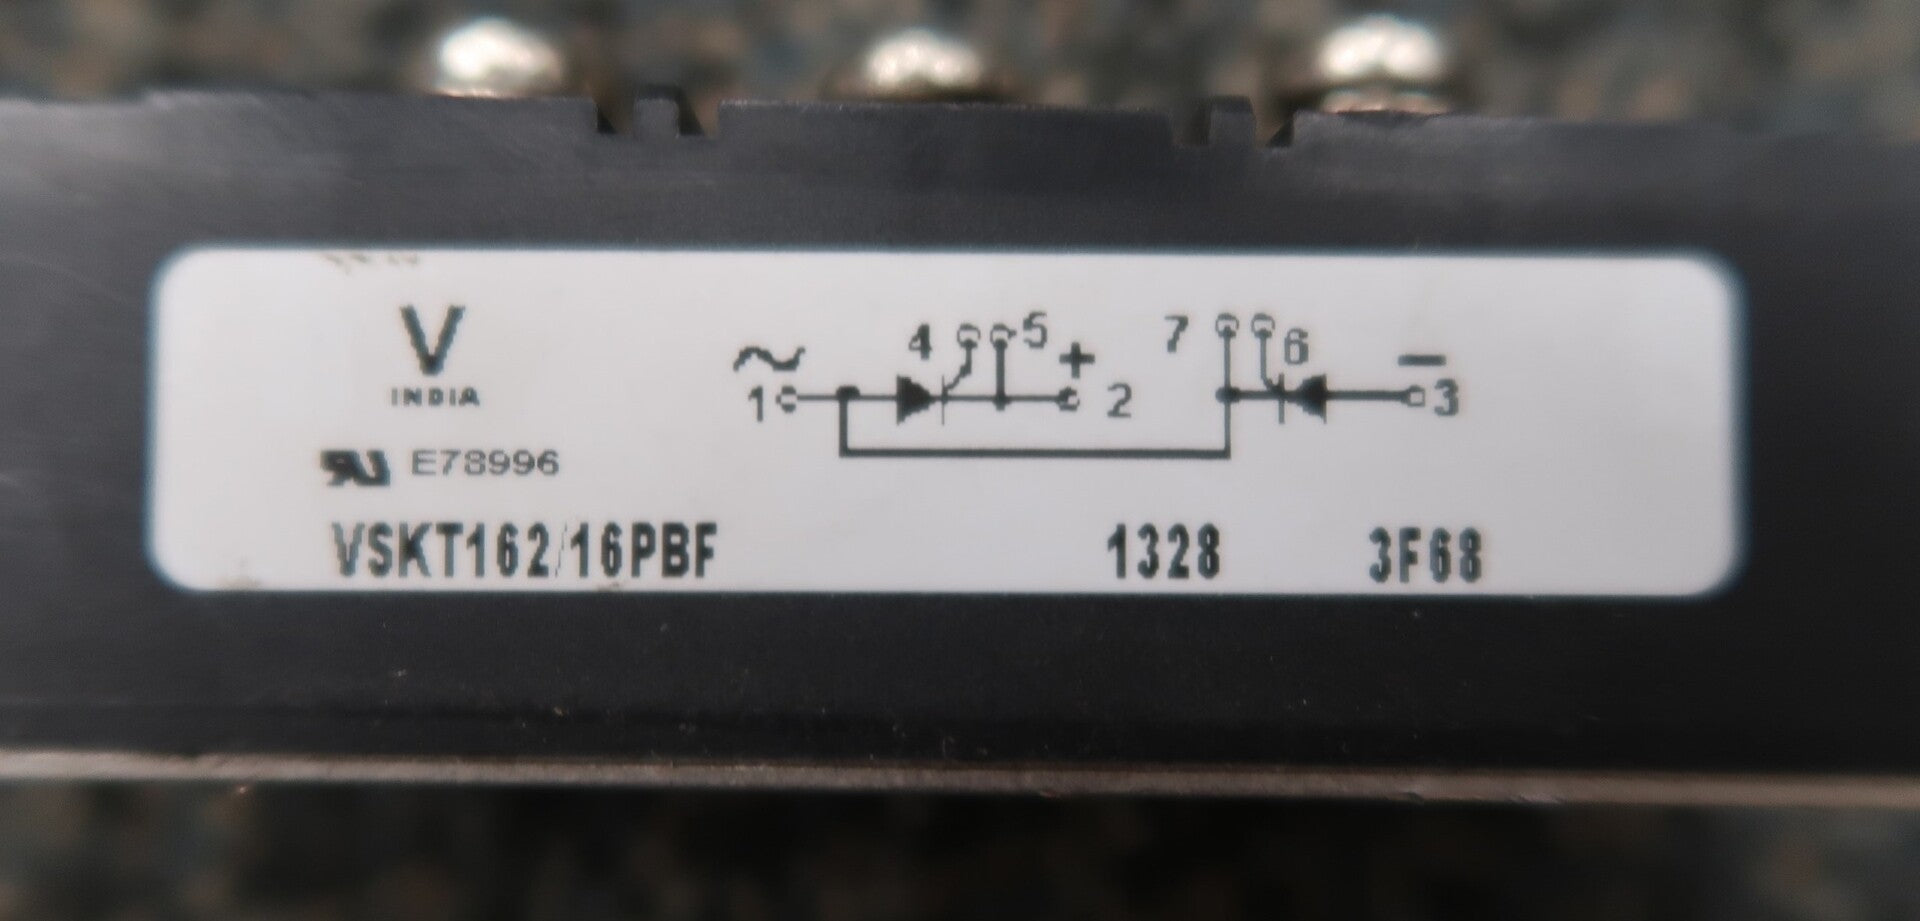 V
INDIA
E78996
~ 1 4 5 + 2 7 6 − 3
VSKT162/16PBF 1328 3F68